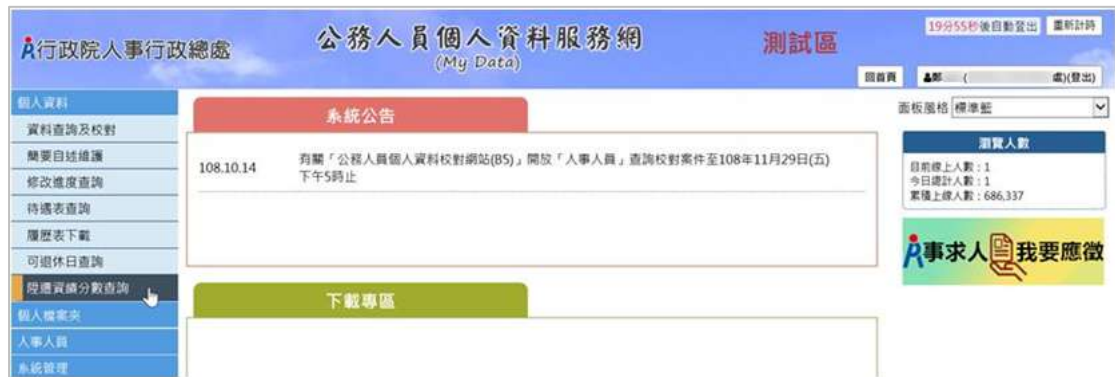 行政院人事行政總處
公務人員個人資料服務網
(My Data)
測試區
19分55秒後自動登出 重新計時
回首頁 鄭 ( 處)(登出)
個人資料
資料查詢及校對
簡要自述維護
修改進度查詢
待遇表查詢
履歷表下載
可退休日查詢
陞遷資績分數查詢
個人檔案夾
人事人員
系統管理
系統公告
108.10.14 有關「公務人員個人資料校對網站(B5)」開放「人事人員」查詢校對案件至108年11月29日(五)
下午5時止
下載專區
面板風格 標準藍
瀏覽人數
目前線上人數：1
今日總計人數：1
累積上線人數：686,337
事求人 我要應徵